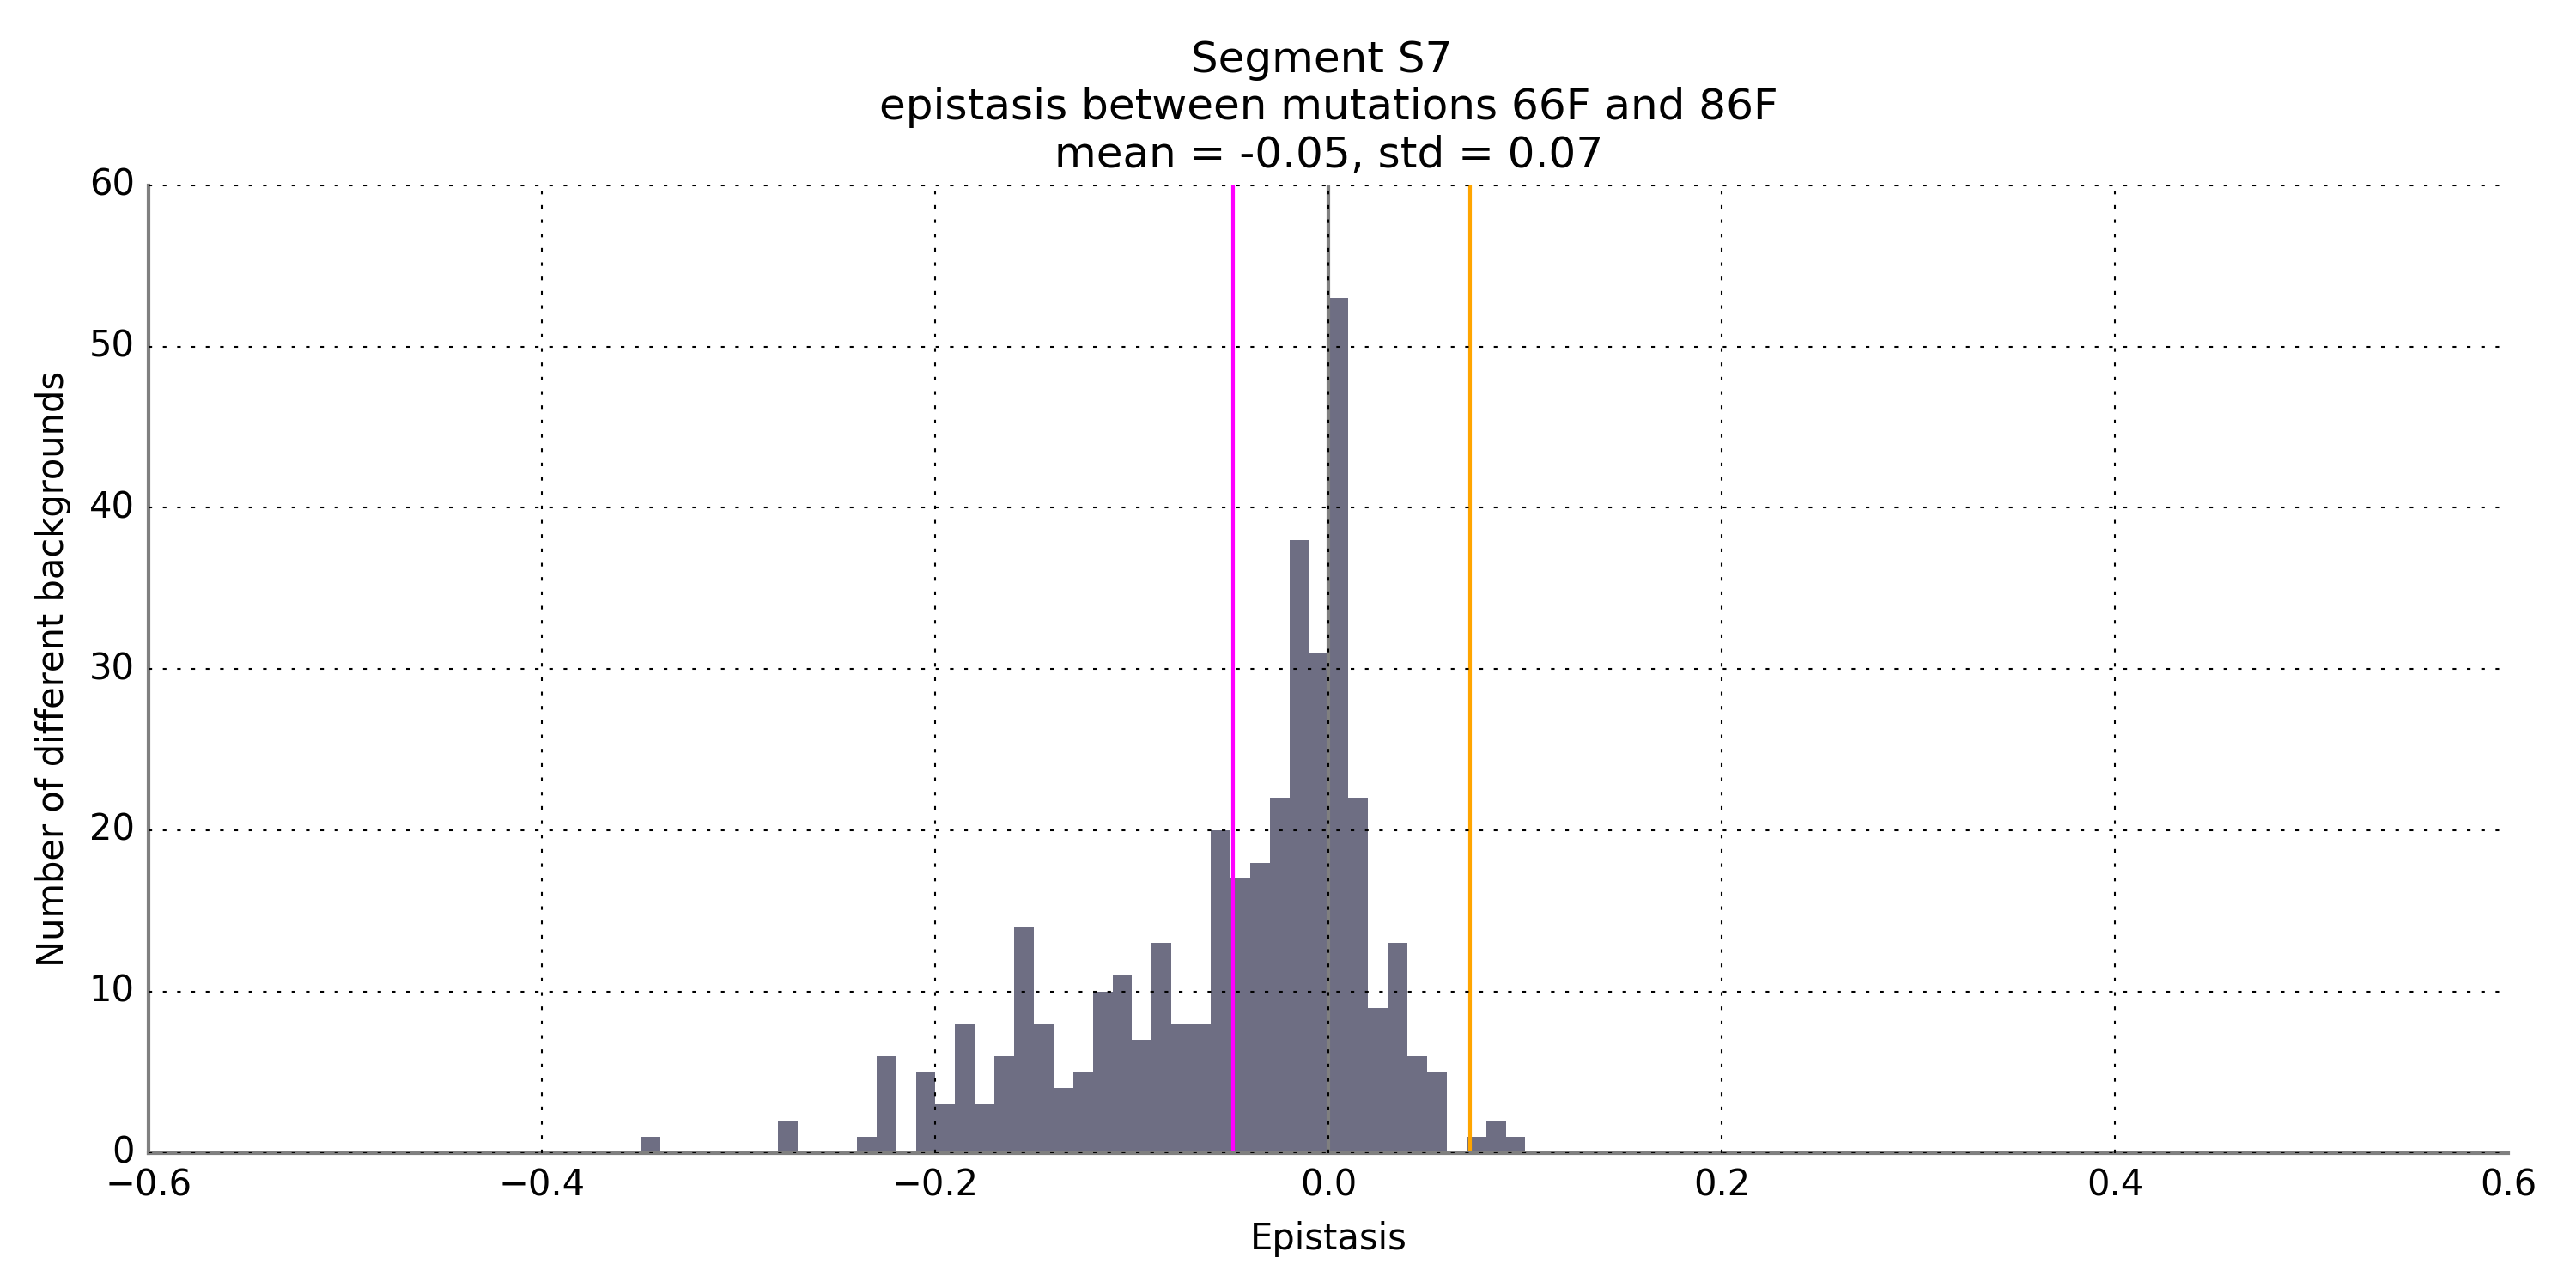 Segment S7
epistasis between mutations 66F and 86F
mean = -0.05, std = 0.07
60
50
40
30
20
10
0
Number of different backgrounds
−0.6 −0.4 −0.2 0.0 0.2 0.4 0.6
Epistasis